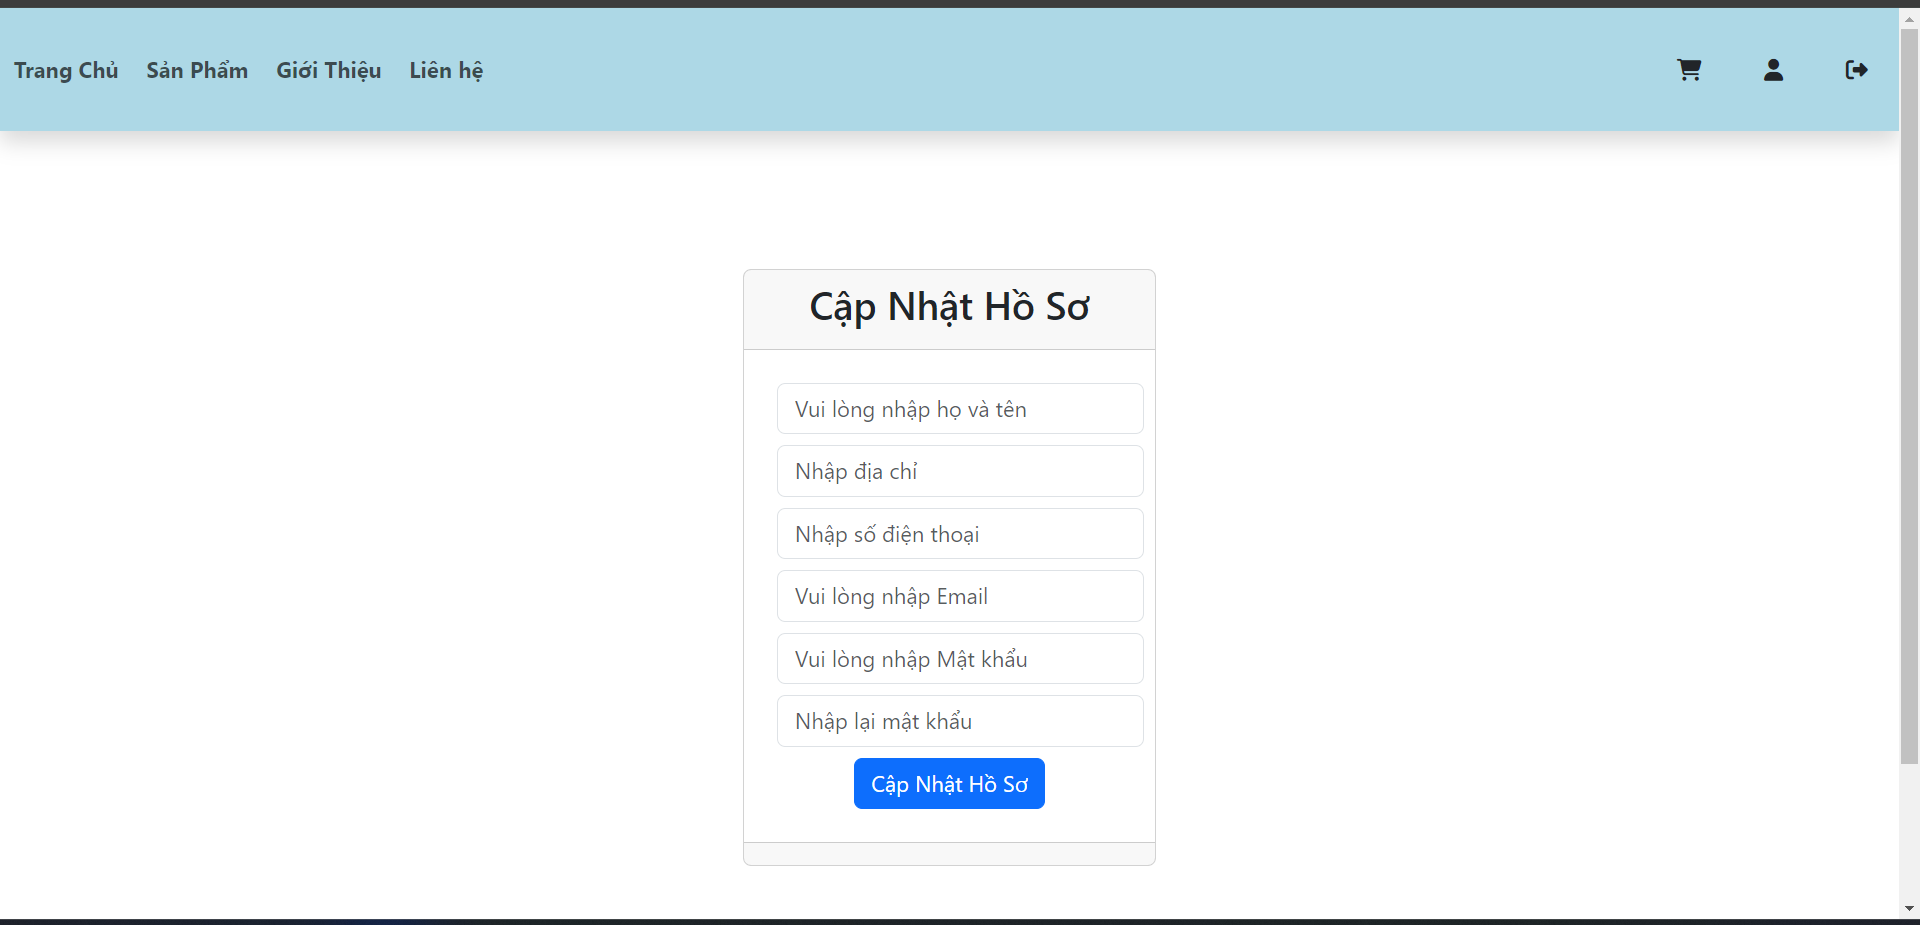 Trang Chủ Sản Phẩm Giới Thiệu Liên hệ
Cập Nhật Hồ Sơ
Vui lòng nhập họ và tên
Nhập địa chỉ
Nhập số điện thoại
Vui lòng nhập Email
Vui lòng nhập Mật khẩu
Nhập lại mật khẩu
Cập Nhật Hồ Sơ